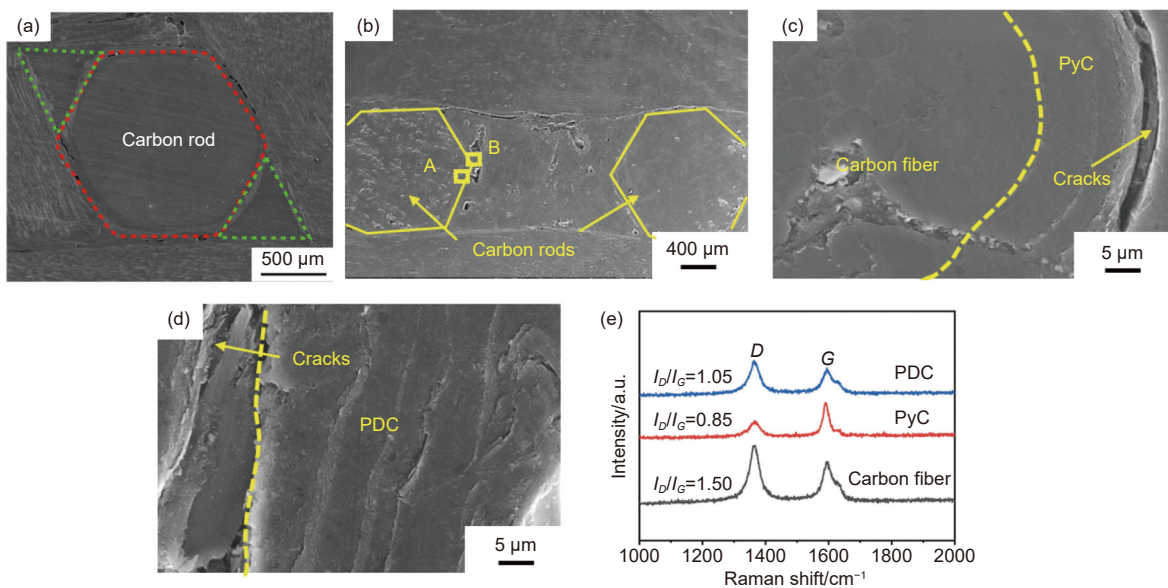 (a)
Carbon rod
500 μm
(b)
A
B
Carbon rods
400 μm
(c)
PyC
Carbon fiber
Cracks
5 μm
(d)
Cracks
PDC
5 μm
(e)
D G
I_D/I_G=1.05 PDC
I_D/I_G=0.85 PyC
I_D/I_G=1.50 Carbon fiber
Intensity/a.u.
1000 1200 1400 1600 1800 2000
Raman shift/cm⁻¹